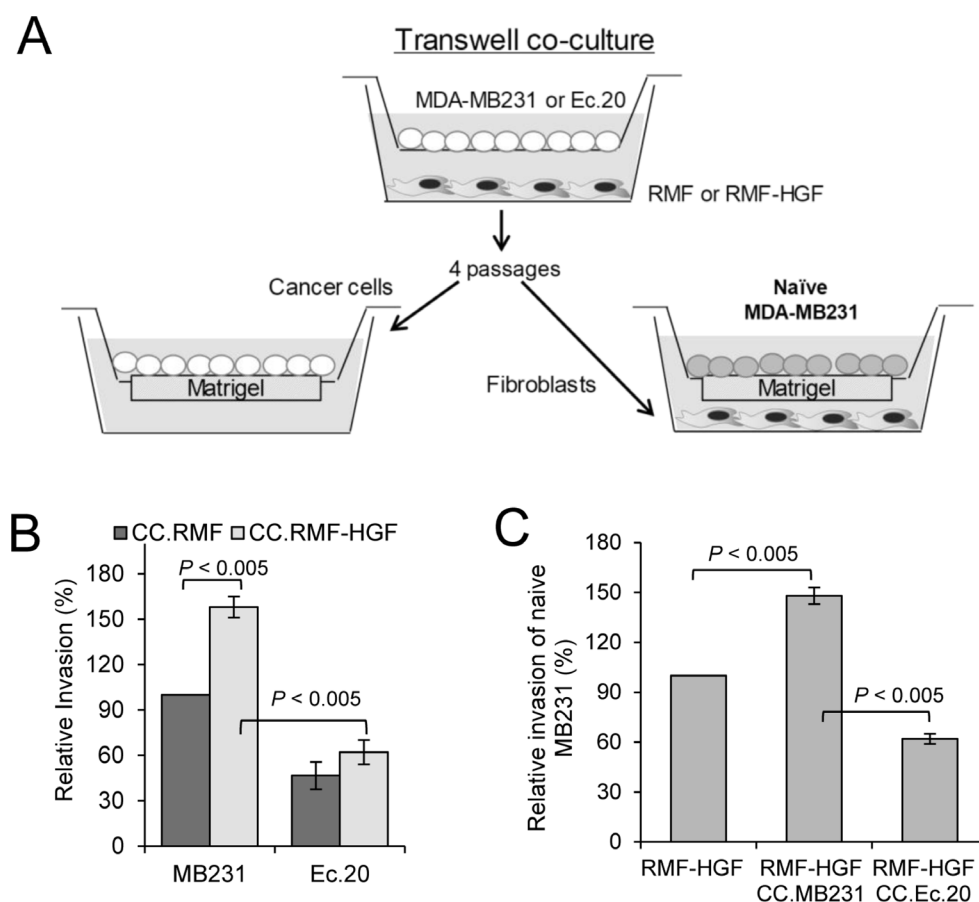 A
Transwell co-culture
MDA-MB231 or Ec.20
RMF or RMF-HGF
4 passages
Cancer cells
Fibroblasts
Naïve
MDA-MB231
Matrigel
Matrigel
B
CC.RMF CC.RMF-HGF
Relative Invasion (%)
180
150
120
90
60
30
0
P < 0.005
P < 0.005
MB231 Ec.20
C
Relative invasion of naive
MB231 (%)
180
150
120
90
60
30
0
P < 0.005
P < 0.005
RMF-HGF RMF-HGF RMF-HGF
CC.MB231 CC.Ec.20